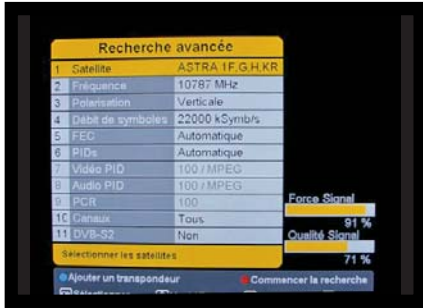 Recherche avancée
1 Satellite ASTRA 1F,G,H,KR
2 Fréquence 10787 MHz
3 Polarisation Verticale
4 Débit de symboles 22000 kSymb/s
5 FEC Automatique
6 PIDs Automatique
7 Vidéo PID 100 / MPEG
8 Audio PID 100 / MPEG
9 PCR 100
10 Canaux Tous
11 DVB-S2 Non
Force Signal
91 %
Qualité Signal
71 %
Sélectionner les satellites
Ajouter un transpondeur Commencer la recherche
Sélectionner